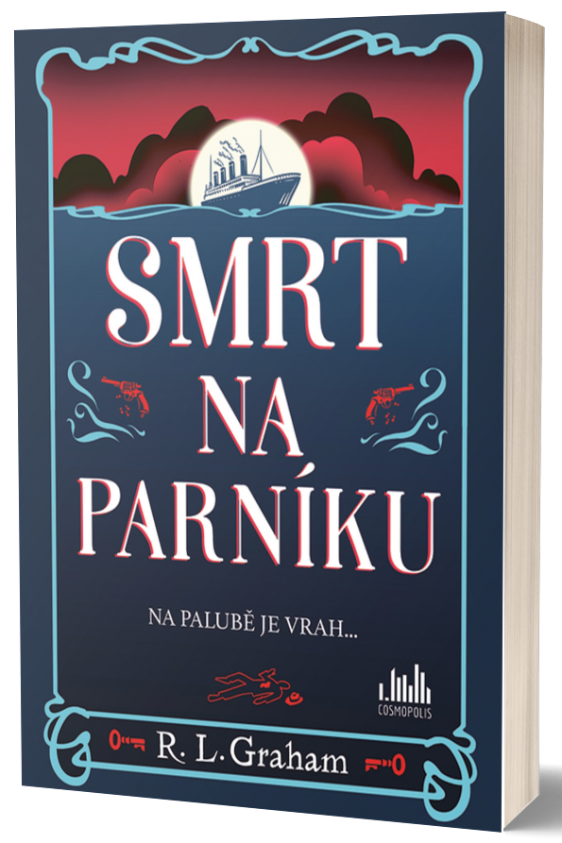 SMRT
NA
PARNÍKU
NA PALUBĚ JE VRAH...
COSMOPOLIS
R. L. Graham